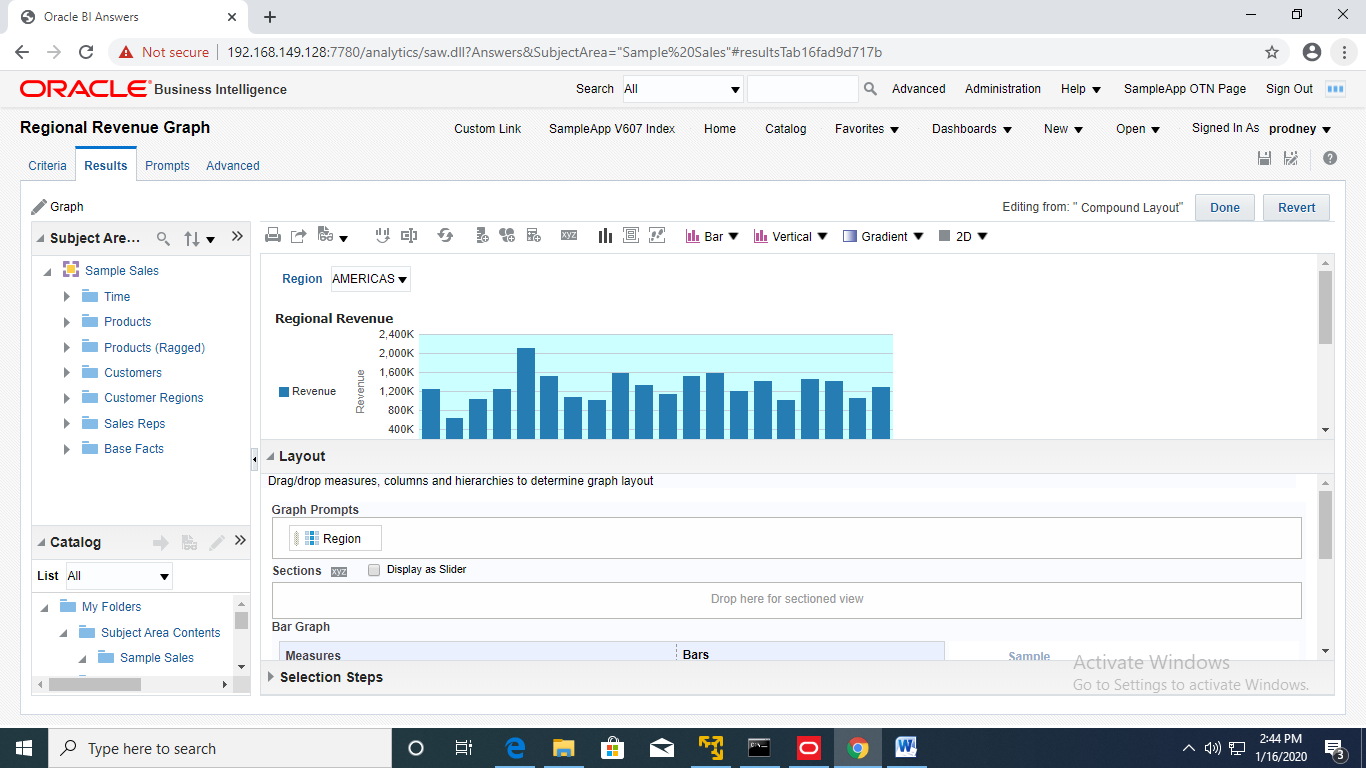 Oracle BI Answers
Not secure 192.168.149.128:7780/analytics/saw.dll?Answers&SubjectArea="Sample%20Sales"#resultsTab16fad9d717b
ORACLE Business Intelligence Search All Advanced Administration Help SampleApp OTN Page Sign Out
Regional Revenue Graph Custom Link SampleApp V607 Index Home Catalog Favorites Dashboards New Open Signed In As prodney
Criteria Results Prompts Advanced
Graph Editing from: " Compound Layout" Done Revert
Subject Are... xyz Bar Vertical Gradient 2D
Sample Sales
Time
Products
Products (Ragged)
Customers
Customer Regions
Sales Reps
Base Facts
Region AMERICAS
Regional Revenue
2,400K
2,000K
1,600K
1,200K
800K
400K
Revenue
Revenue
Layout
Drag/drop measures, columns and hierarchies to determine graph layout
Graph Prompts
Region
Sections xyz Display as Slider
Drop here for sectioned view
Bar Graph
Measures Bars Sample
Selection Steps
Catalog
List All
My Folders
Subject Area Contents
Sample Sales
Activate Windows
Go to Settings to activate Windows.
Type here to search
2:44 PM
1/16/2020
3